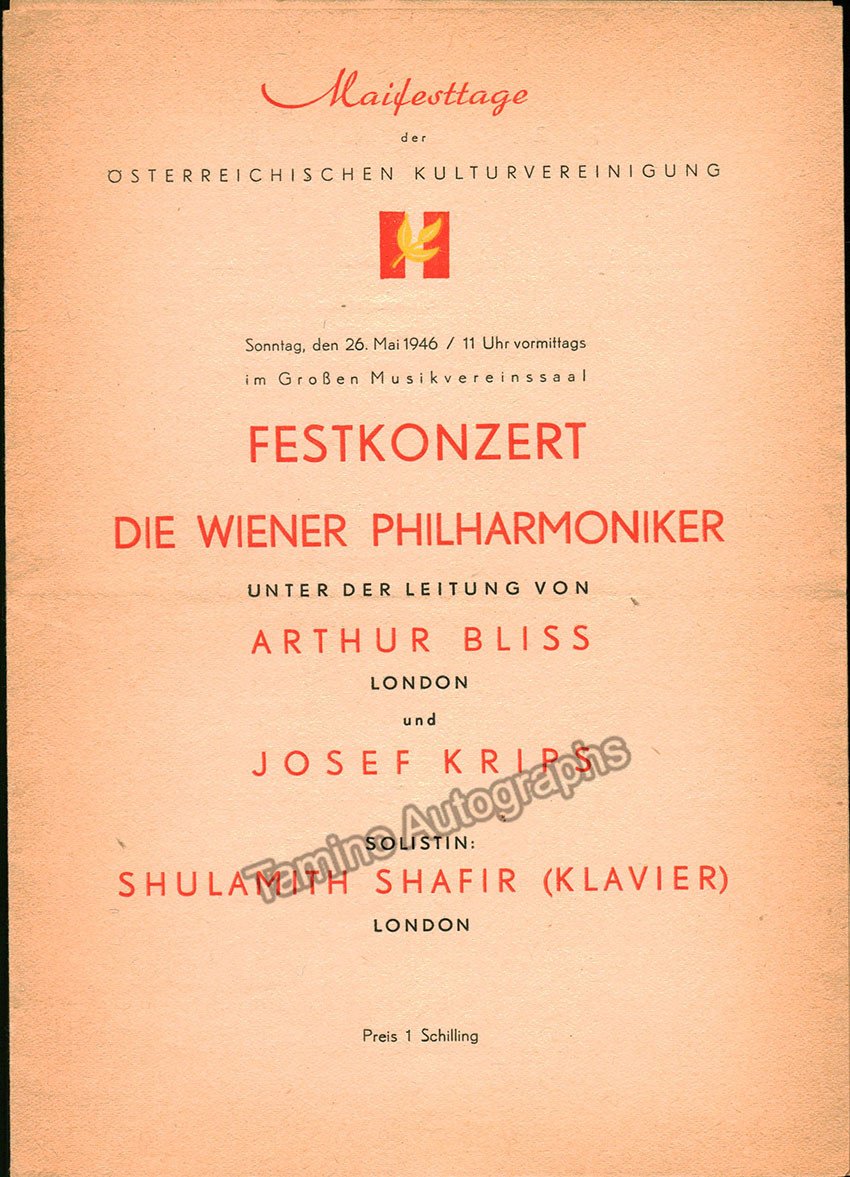 Maifesttage
der
ÖSTERREICHISCHEN KULTURVEREINIGUNG
Sonntag, den 26. Mai 1946 / 11 Uhr vormittags
im Großen Musikvereinssaal
FESTKONZERT
DIE WIENER PHILHARMONIKER
UNTER DER LEITUNG VON
ARTHUR BLISS
LONDON
und
JOSEF KRIPS
Tamino Autographs
SOLISTIN:
SHULAMITH SHAFIR (KLAVIER)
LONDON
Preis 1 Schilling